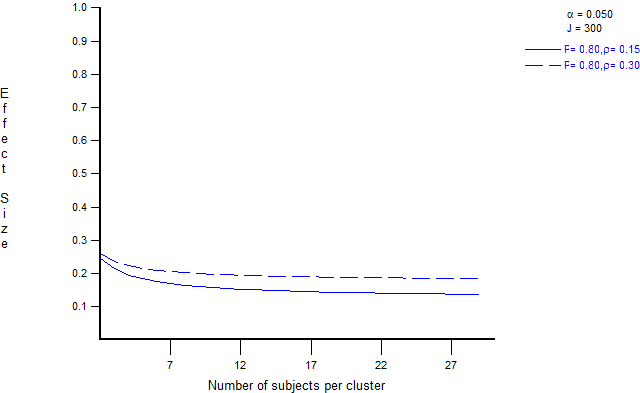 α = 0.050
J = 300
P= 0.80,ρ= 0.15
P= 0.80,ρ= 0.30
Effect Size
1.0
0.9
0.8
0.7
0.6
0.5
0.4
0.3
0.2
0.1
7 12 17 22 27
Number of subjects per cluster